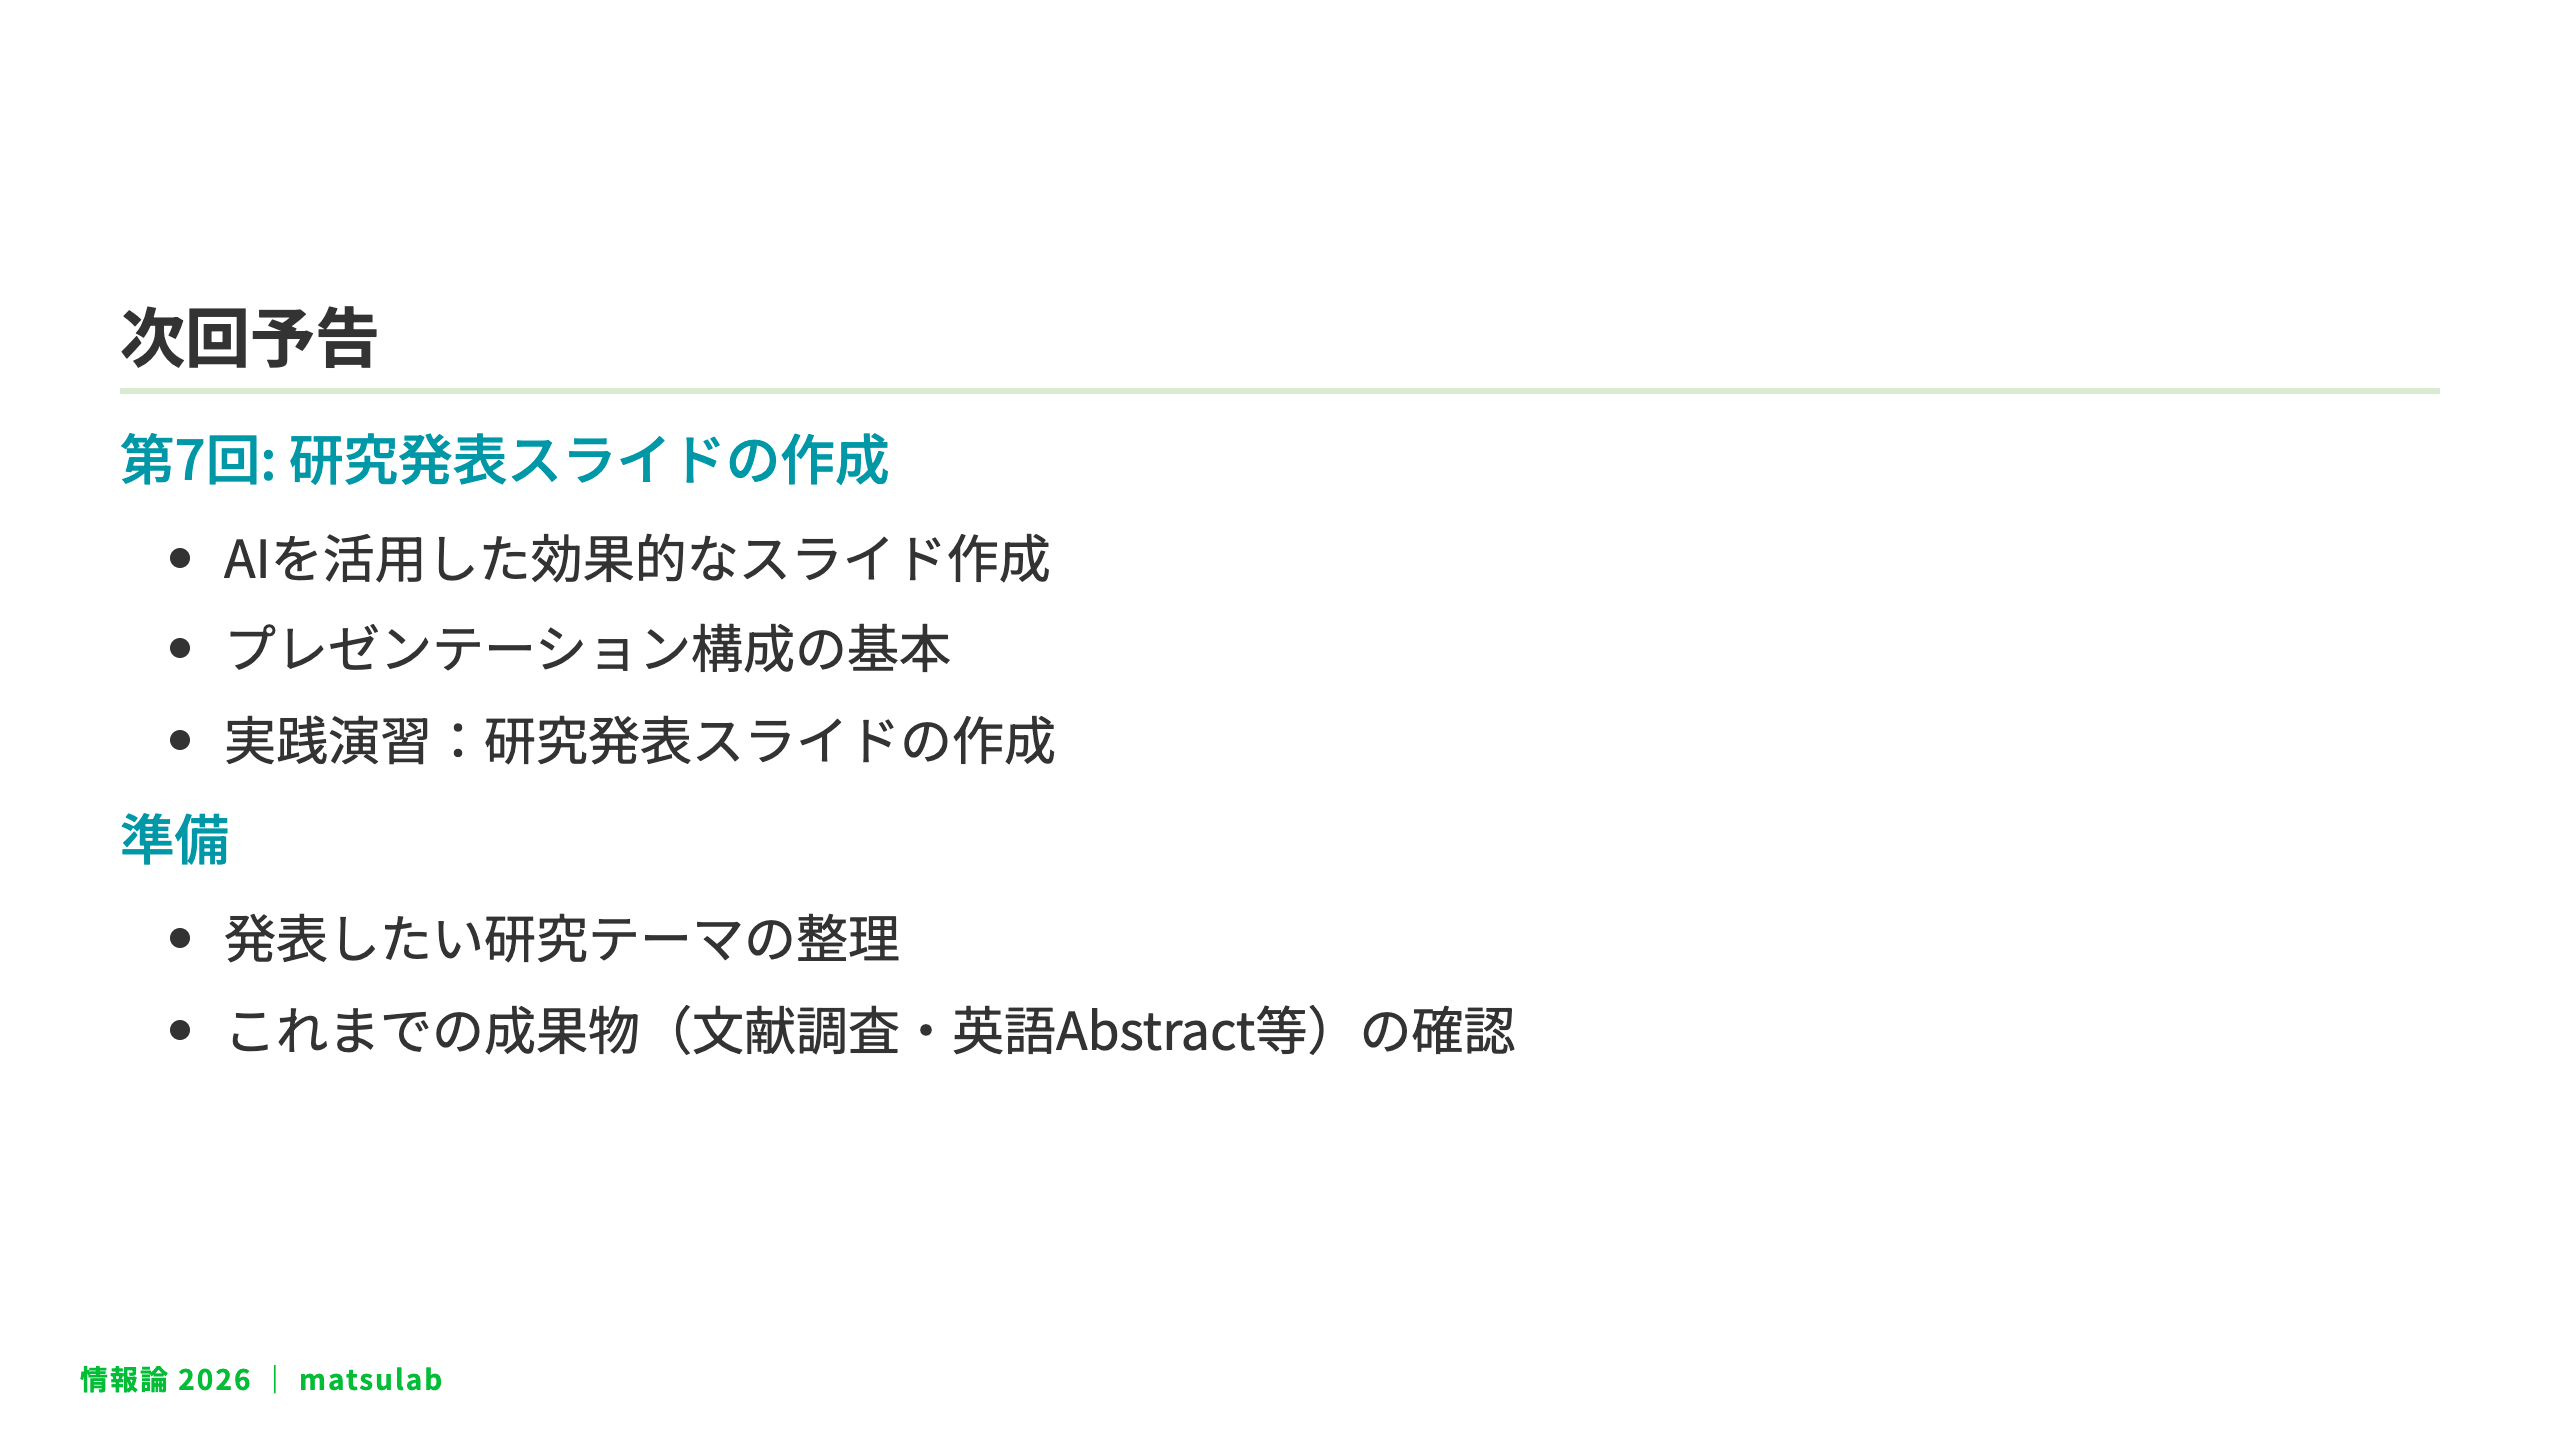 次回予告
第7回: 研究発表スライドの作成
AIを活用した効果的なスライド作成
プレゼンテーション構成の基本
実践演習：研究発表スライドの作成
準備
発表したい研究テーマの整理
これまでの成果物（文献調査・英語Abstract等）の確認
情報論 2026 ｜ matsulab